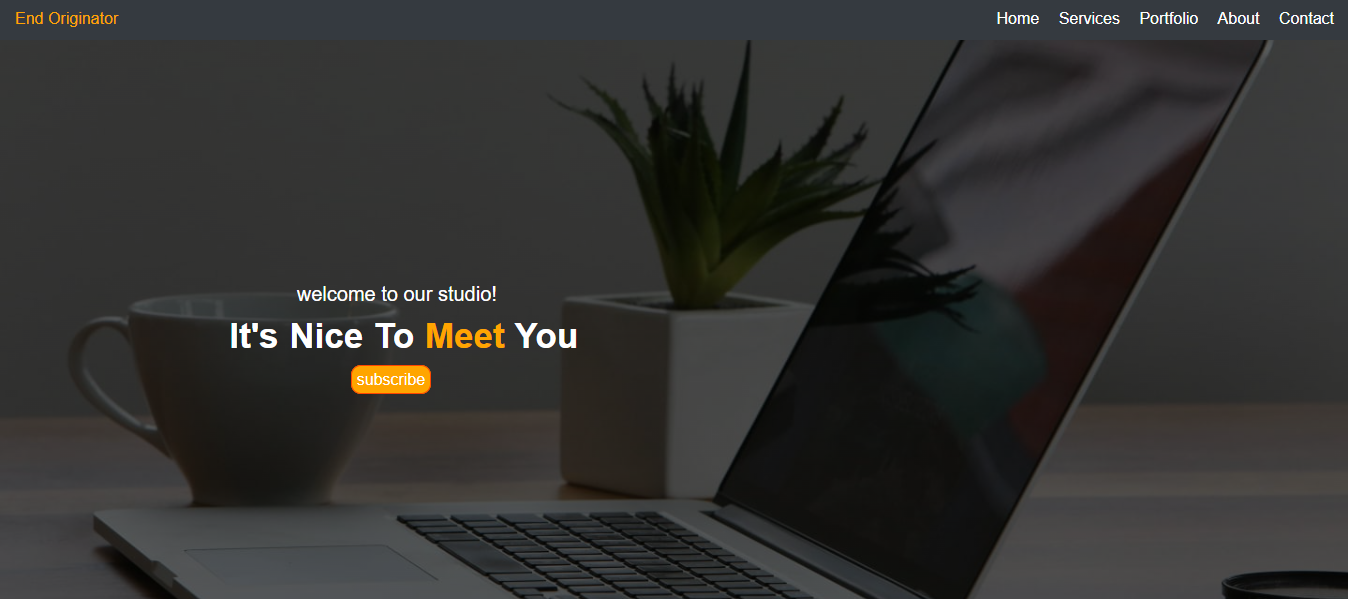 End Originator
Home Services Portfolio About Contact
welcome to our studio!
It's Nice To Meet You
subscribe